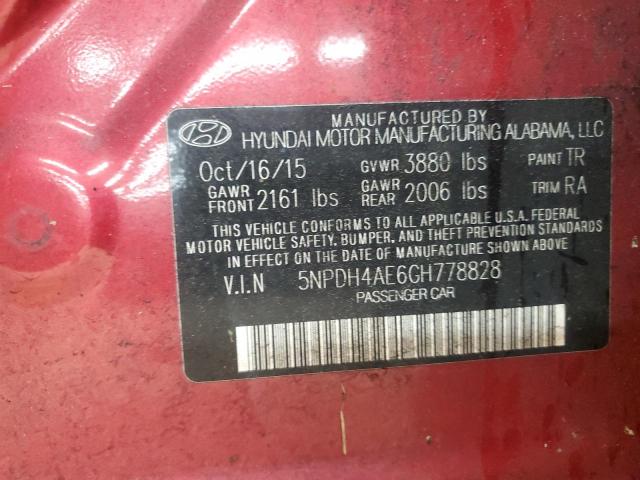 MANUFACTURED BY
HYUNDAI MOTOR MANUFACTURING ALABAMA, LLC
Oct/16/15 GVWR 3880 lbs PAINT TR
GAWR FRONT 2161 lbs GAWR REAR 2006 lbs TRIM RA
THIS VEHICLE CONFORMS TO ALL APPLICABLE U.S.A. FEDERAL
MOTOR VEHICLE SAFETY, BUMPER, AND THEFT PREVENTION STANDARDS
IN EFFECT ON THE DATE OF MANUFACTURE SHOWN ABOVE.
V.I.N 5NPDH4AE6GH778828
PASSENGER CAR